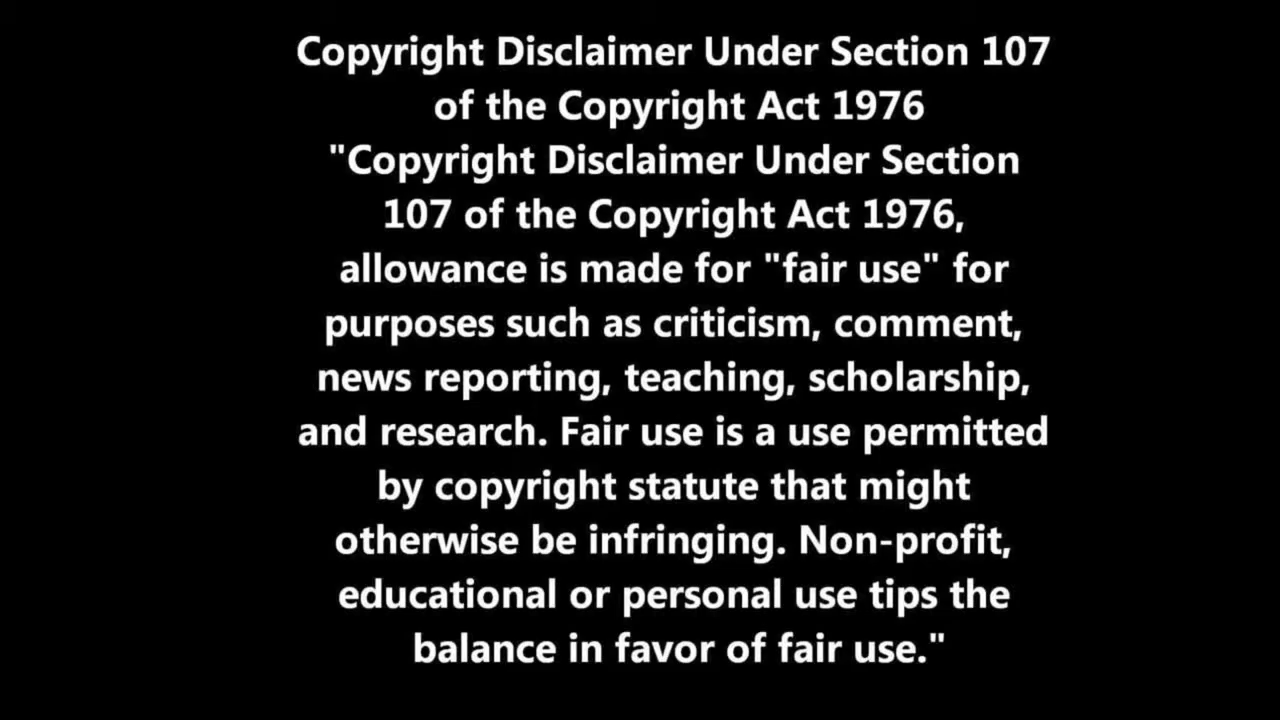 Copyright Disclaimer Under Section 107
of the Copyright Act 1976
"Copyright Disclaimer Under Section
107 of the Copyright Act 1976,
allowance is made for "fair use" for
purposes such as criticism, comment,
news reporting, teaching, scholarship,
and research. Fair use is a use permitted
by copyright statute that might
otherwise be infringing. Non-profit,
educational or personal use tips the
balance in favor of fair use."